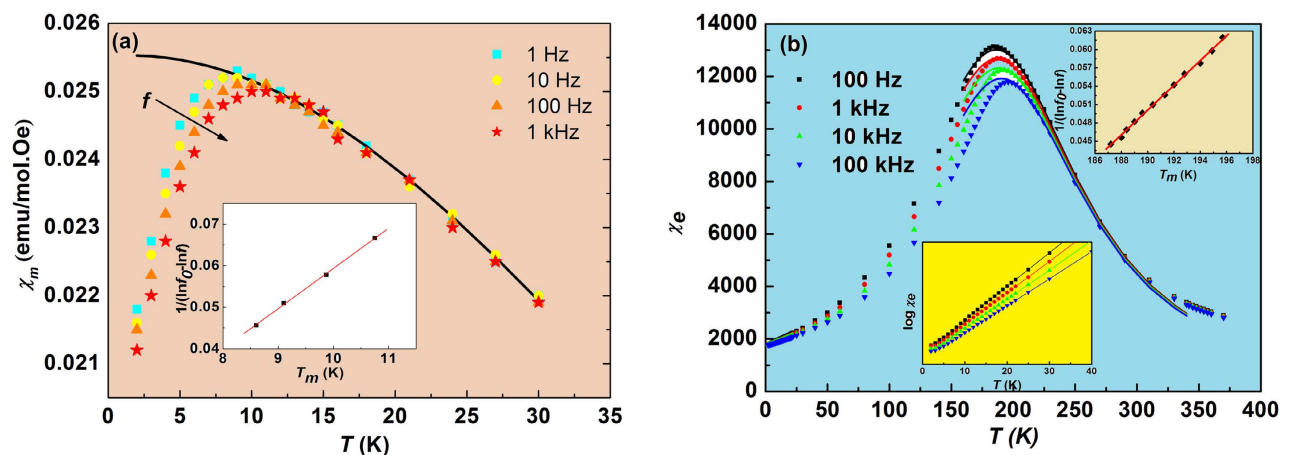 (a)
1 Hz
10 Hz
100 Hz
1 kHz
f
χm (emu/mol.Oe)
0.026
0.025
0.024
0.023
0.022
0.021
0 5 10 15 20 25 30 35
T (K)
1/(lnf0-lnf)
0.07
0.06
0.05
0.04
8 9 10 11
Tm (K)
(b)
100 Hz
1 kHz
10 kHz
100 kHz
χe
14000
12000
10000
8000
6000
4000
2000
0
0 50 100 150 200 250 300 350 400
T (K)
1/(lnf0-lnf)
0.063
0.060
0.056
0.052
0.048
0.045
186 188 190 192 194 196 198
Tm (K)
log χe
0 10 20 30 40
T (K)